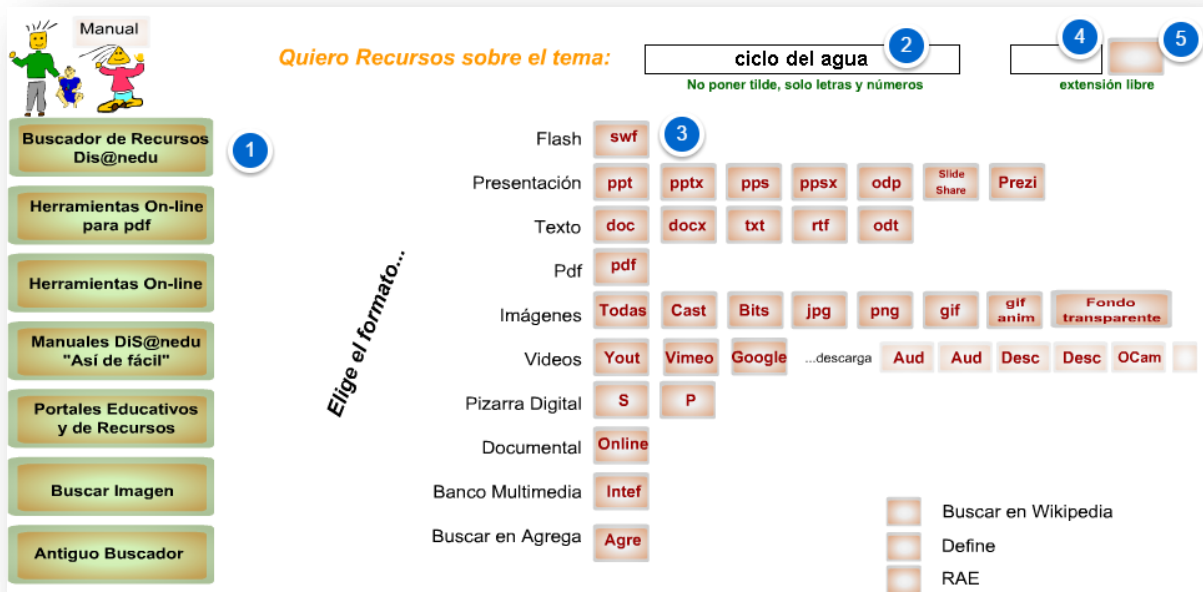 Manual
Quiero Recursos sobre el tema:
ciclo del agua
2
4
5
No poner tilde, solo letras y números
extensión libre
Buscador de Recursos
Dis@nedu
1
Herramientas On-line
para pdf
Herramientas On-line
Manuales DiS@nedu
"Así de fácil"
Portales Educativos
y de Recursos
Buscar Imagen
Antiguo Buscador
Elige el formato...
Flash swf 3
Presentación ppt pptx pps ppsx odp Slide Share Prezi
Texto doc docx txt rtf odt
Pdf pdf
Imágenes Todas Cast Bits jpg png gif gif anim Fondo transparente
Videos Yout Vimeo Google ...descarga Aud Aud Desc Desc OCam
Pizarra Digital S P
Documental Online
Banco Multimedia Intef
Buscar en Agrega Agre
Buscar en Wikipedia
Define
RAE